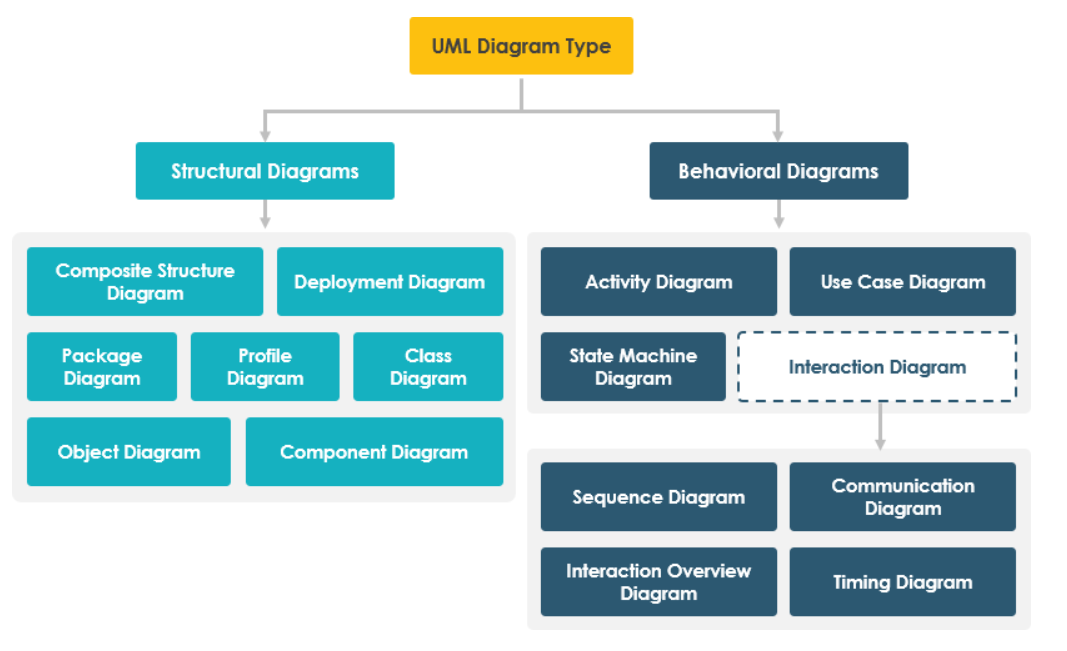 UML Diagram Type
Structural Diagrams
Behavioral Diagrams
Composite Structure
Diagram
Deployment Diagram
Package
Diagram
Profile
Diagram
Class
Diagram
Object Diagram
Component Diagram
Activity Diagram
Use Case Diagram
State Machine
Diagram
Interaction Diagram
Sequence Diagram
Communication
Diagram
Interaction Overview
Diagram
Timing Diagram